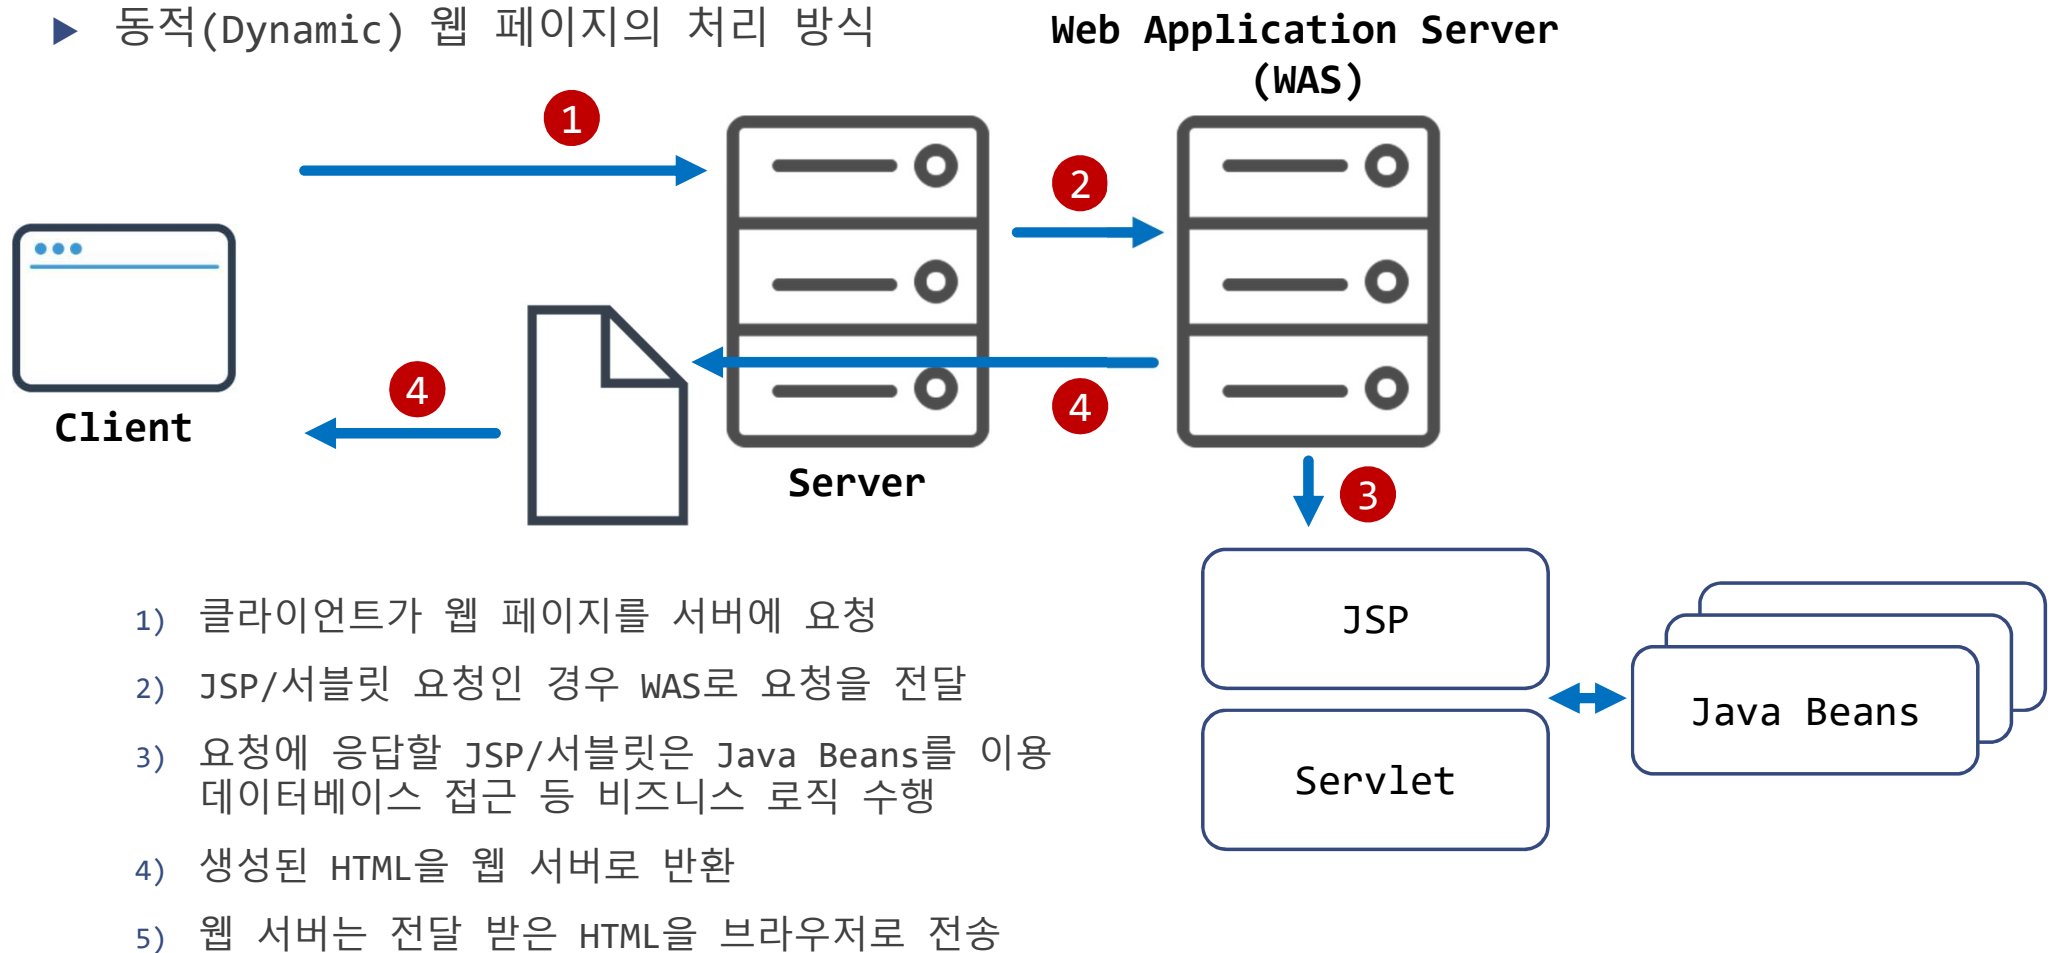 ▶ 동적(Dynamic) 웹 페이지의 처리 방식
Web Application Server
(WAS)
1
2
4
4
Client
Server
3
JSP
Java Beans
Servlet
1) 클라이언트가 웹 페이지를 서버에 요청
2) JSP/서블릿 요청인 경우 WAS로 요청을 전달
3) 요청에 응답할 JSP/서블릿은 Java Beans를 이용
데이터베이스 접근 등 비즈니스 로직 수행
4) 생성된 HTML을 웹 서버로 반환
5) 웹 서버는 전달 받은 HTML을 브라우저로 전송